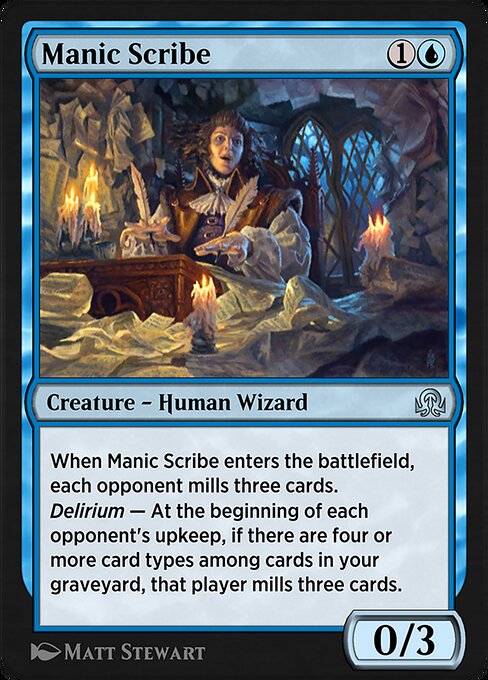 Manic Scribe 1
Creature – Human Wizard
When Manic Scribe enters the battlefield,
each opponent mills three cards.
Delirium — At the beginning of each
opponent's upkeep, if there are four or
more card types among cards in your
graveyard, that player mills three cards.
0/3
MATT STEWART